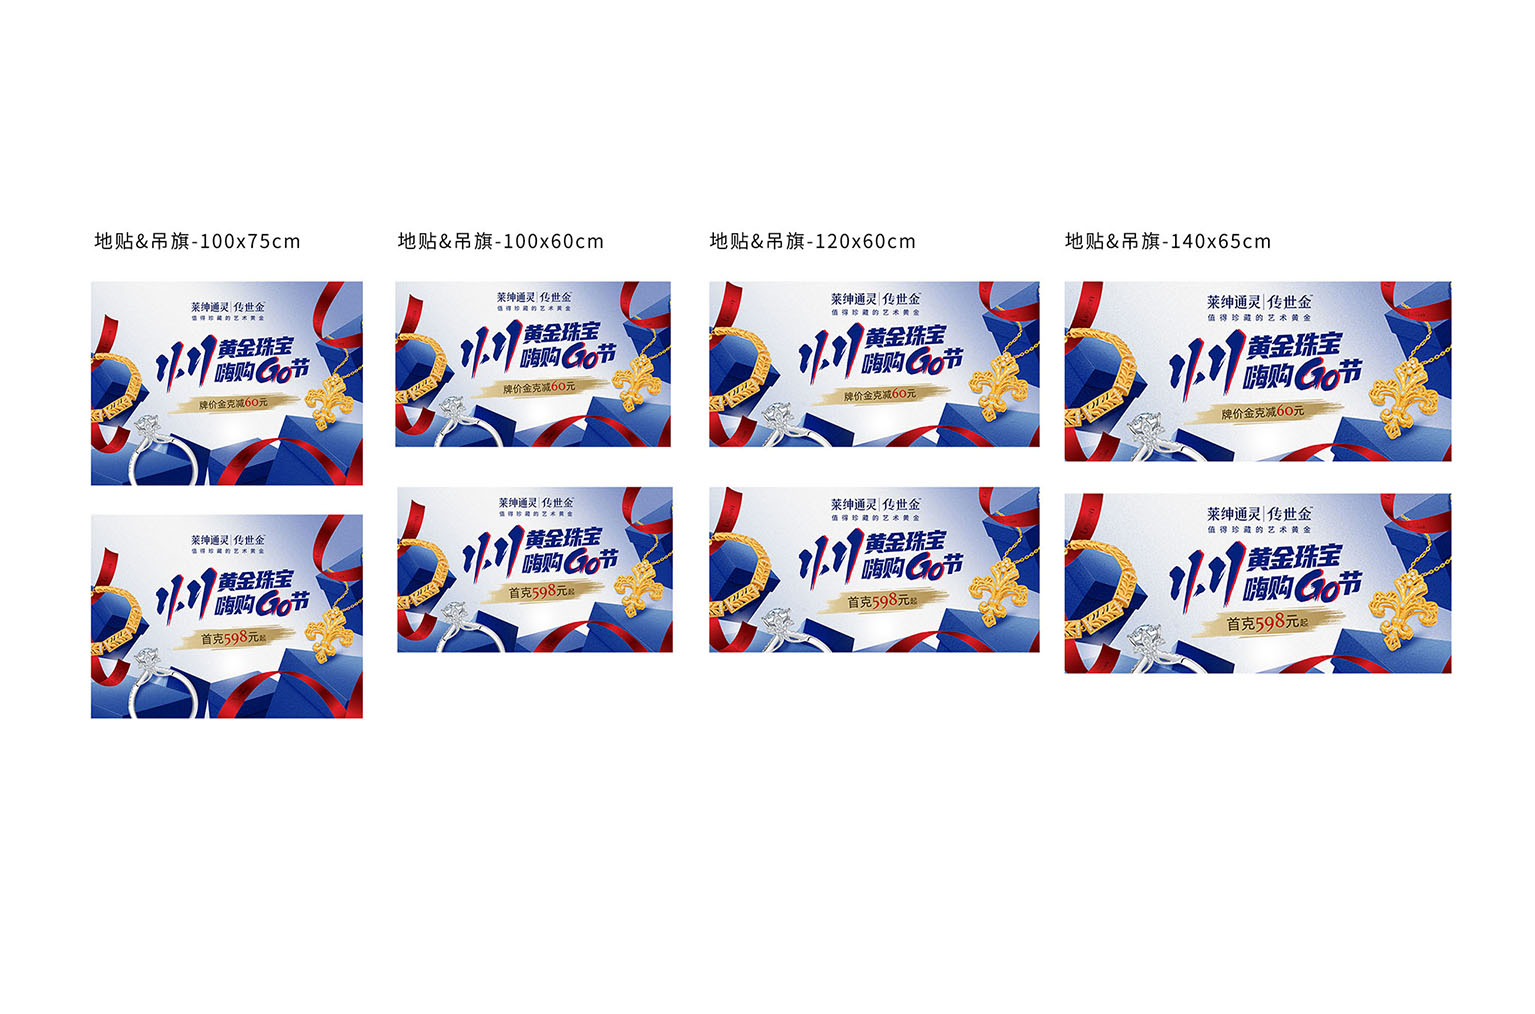 地贴&吊旗-100x75cm
地贴&吊旗-100x60cm
地贴&吊旗-120x60cm
地贴&吊旗-140x65cm
莱绅通灵|传世金
值得珍藏的艺术黄金
11.11 黄金珠宝
嗨购GO节
牌价金克减60元
莱绅通灵|传世金
值得珍藏的艺术黄金
11.11 黄金珠宝
嗨购GO节
牌价金克减60元
莱绅通灵|传世金
值得珍藏的艺术黄金
11.11 黄金珠宝
嗨购GO节
牌价金克减60元
莱绅通灵|传世金
值得珍藏的艺术黄金
11.11 黄金珠宝
嗨购GO节
牌价金克减60元
莱绅通灵|传世金
值得珍藏的艺术黄金
11.11 黄金珠宝
嗨购GO节
首克598元起
莱绅通灵|传世金
值得珍藏的艺术黄金
11.11 黄金珠宝
嗨购GO节
首克598元起
莱绅通灵|传世金
值得珍藏的艺术黄金
11.11 黄金珠宝
嗨购GO节
首克598元起
莱绅通灵|传世金
值得珍藏的艺术黄金
11.11 黄金珠宝
嗨购GO节
首克598元起